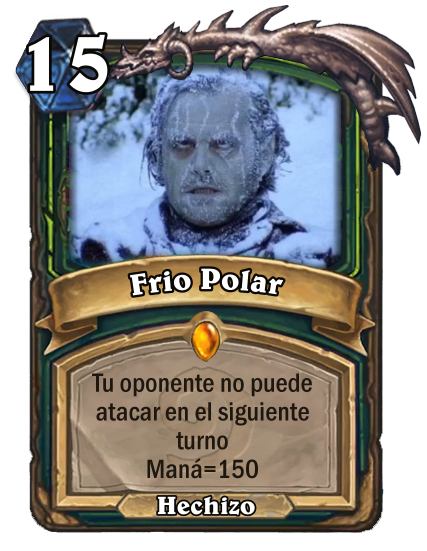 15
Frio Polar
Tu oponente no puede
atacar en el siguiente
turno
Maná=150
Hechizo